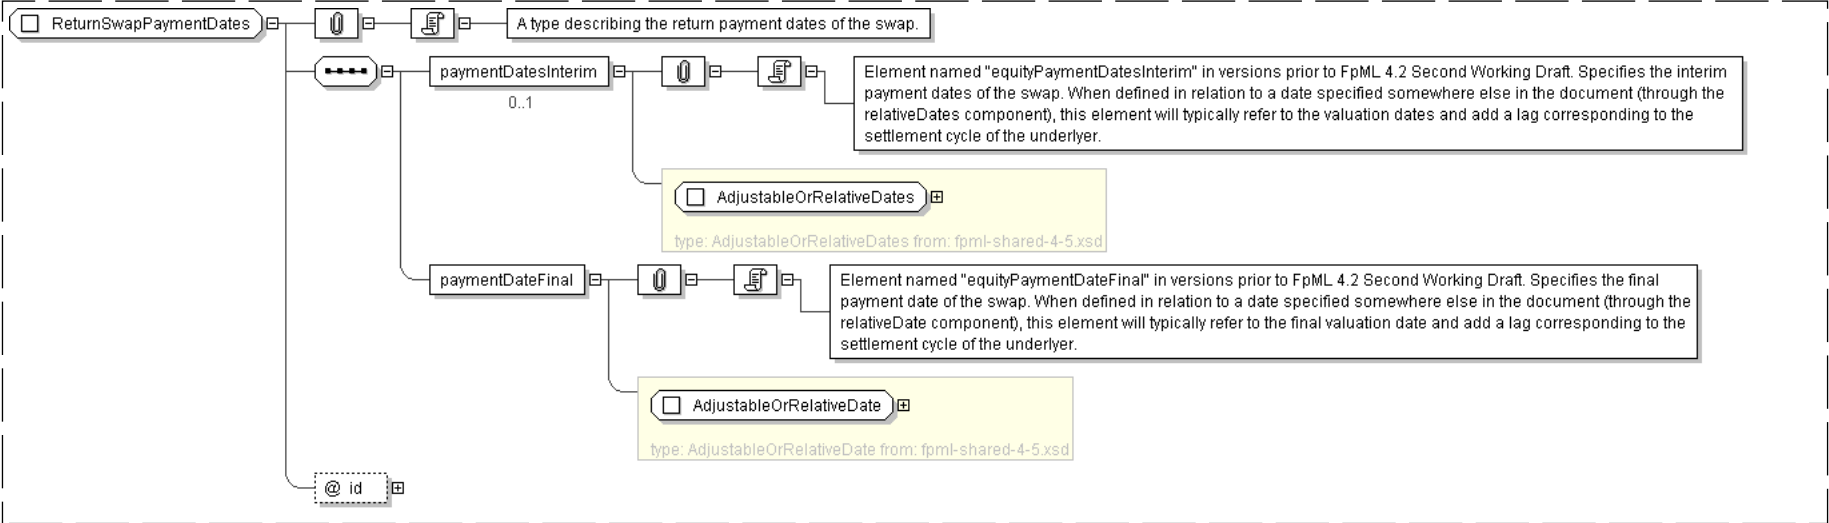 ReturnSwapPaymentDates
A type describing the return payment dates of the swap.
paymentDatesInterim
0..1
Element named "equityPaymentDatesInterim" in versions prior to FpML 4.2 Second Working Draft. Specifies the interim
payment dates of the swap. When defined in relation to a date specified somewhere else in the document (through the
relativeDates component), this element will typically refer to the valuation dates and add a lag corresponding to the
settlement cycle of the underlyer.
AdjustableOrRelativeDates
type: AdjustableOrRelativeDates from: fpml-shared-4-5.xsd
paymentDateFinal
Element named "equityPaymentDateFinal" in versions prior to FpML 4.2 Second Working Draft. Specifies the final
payment date of the swap. When defined in relation to a date specified somewhere else in the document (through the
relativeDate component), this element will typically refer to the final valuation date and add a lag corresponding to the
settlement cycle of the underlyer.
AdjustableOrRelativeDate
type: AdjustableOrRelativeDate from: fpml-shared-4-5.xsd
@ id